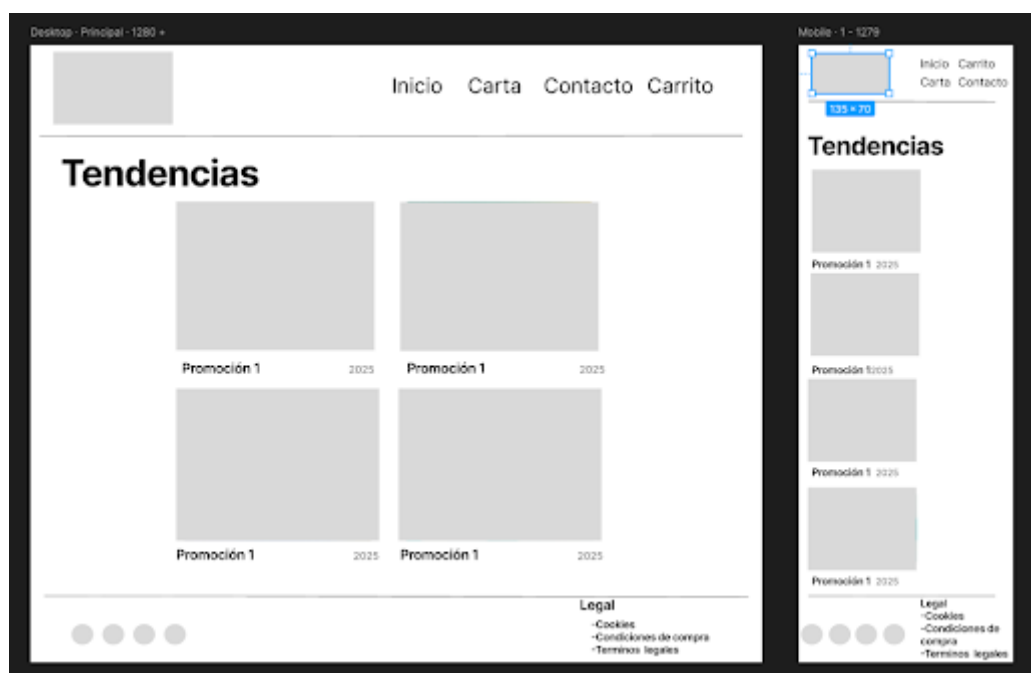 Desktop - Principal - 1280 +
Inicio Carta Contacto Carrito
Tendencias
Promoción 1 2025
Promoción 1 2025
Promoción 1 2025
Promoción 1 2025
Legal
-Cookies
-Condiciones de compra
-Terminos legales
Mobile - 1 - 1279
Inicio Carrito
Carta Contacto
135 × 70
Tendencias
Promoción 1 2025
Promoción 1 2025
Promoción 1 2025
Promoción 1 2025
Legal
-Cookies
-Condiciones de
compra
-Terminos legales